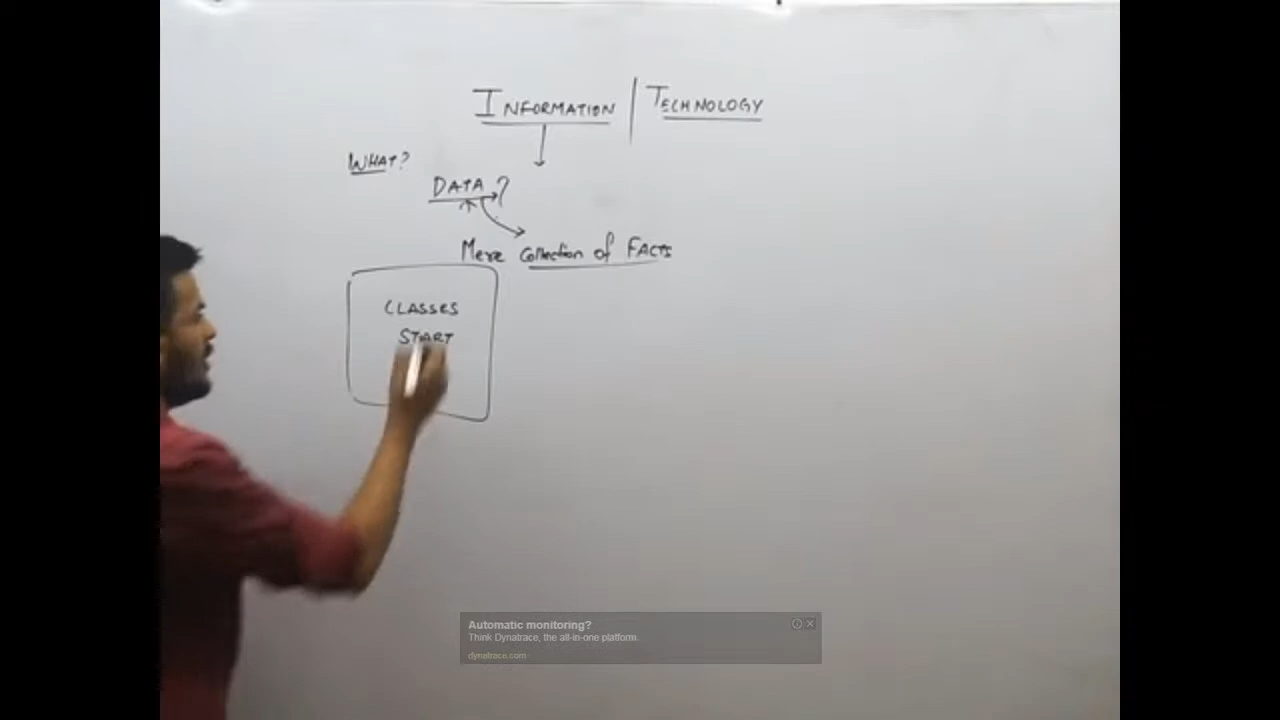 INFORMATION | TECHNOLOGY
WHAT?
DATA?
Mere Collection of FACTS
CLASSES
START
Automatic monitoring?
Think Dynatrace, the all-in-one platform.
dynatrace.com